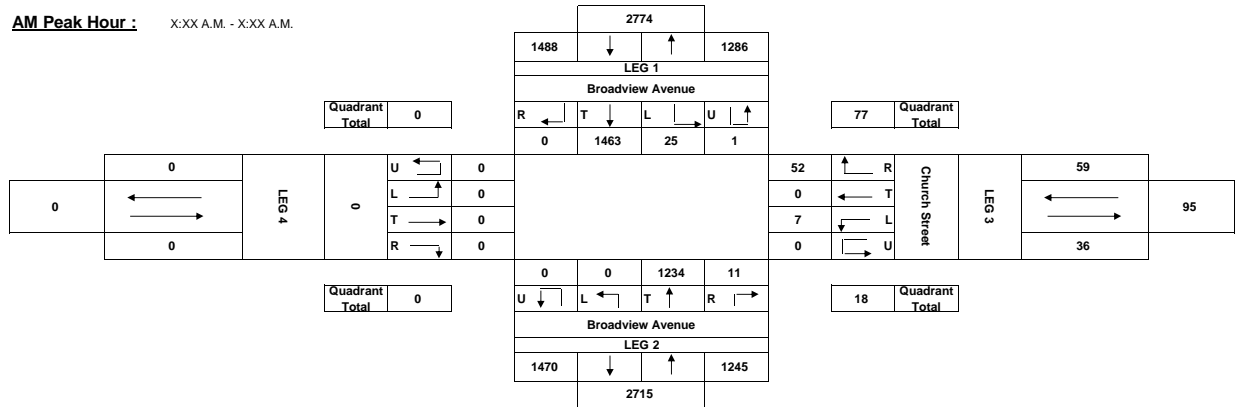 2774
AM Peak Hour : X:XX A.M. - X:XX A.M.
1488 1286
LEG 1
Broadview Avenue
Quadrant Total 0 R T L U 77 Quadrant Total
0 1463 25 1
0 U 0 52 R 59
L 0 0 T
0 LEG 4 0 Church Street LEG 3 95
T 0 7 L
0 R 0 0 U 36
0 0 1234 11
Quadrant Total 0 U L T R 18 Quadrant Total
Broadview Avenue
LEG 2
1470 1245
2715